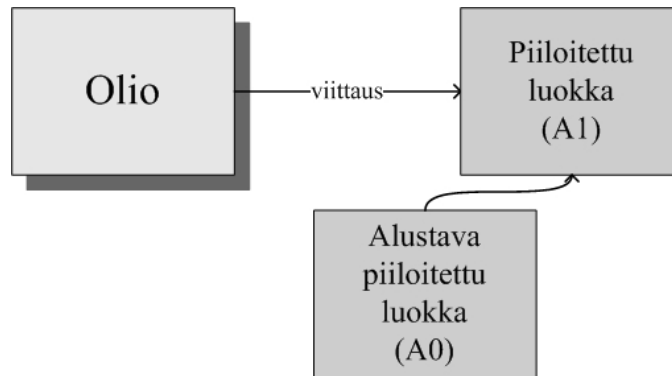 Olio
viittaus
Piiloitettu
luokka
(A1)
Alustava
piiloitettu
luokka
(A0)